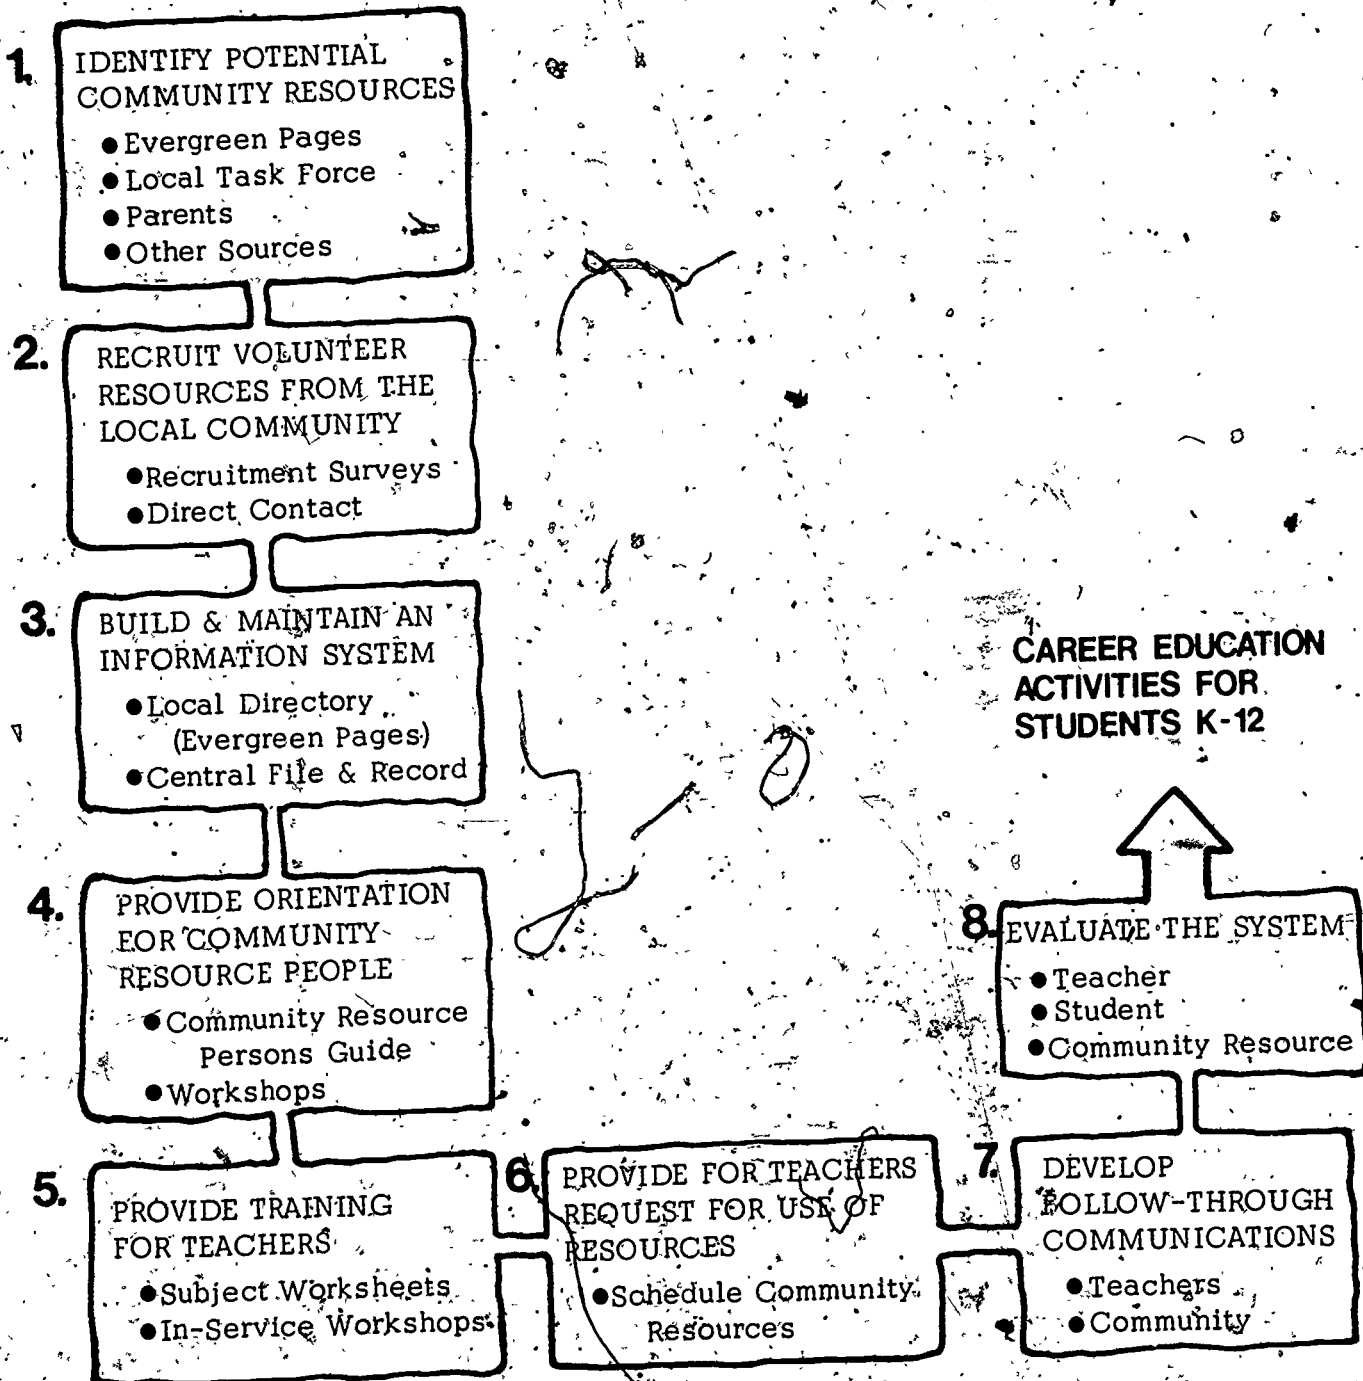 1.
IDENTIFY POTENTIAL
COMMUNITY RESOURCES
● Evergreen Pages
● Local Task Force
● Parents
● Other Sources
2.
RECRUIT VOLUNTEER
RESOURCES FROM THE
LOCAL COMMUNITY
● Recruitment Surveys
● Direct Contact
3.
BUILD & MAINTAIN AN
INFORMATION SYSTEM
● Local Directory
(Evergreen Pages)
● Central File & Record
4.
PROVIDE ORIENTATION
FOR COMMUNITY
RESOURCE PEOPLE
● Community Resource
Persons Guide
● Workshops
5.
PROVIDE TRAINING
FOR TEACHERS
● Subject Worksheets
● In-Service Workshops
6.
PROVIDE FOR TEACHERS
REQUEST FOR USE OF
RESOURCES
● Schedule Community
Resources
7.
DEVELOP
FOLLOW-THROUGH
COMMUNICATIONS
● Teachers
● Community
8.
EVALUATE THE SYSTEM
● Teacher
● Student
● Community Resource
CAREER EDUCATION
ACTIVITIES FOR
STUDENTS K-12